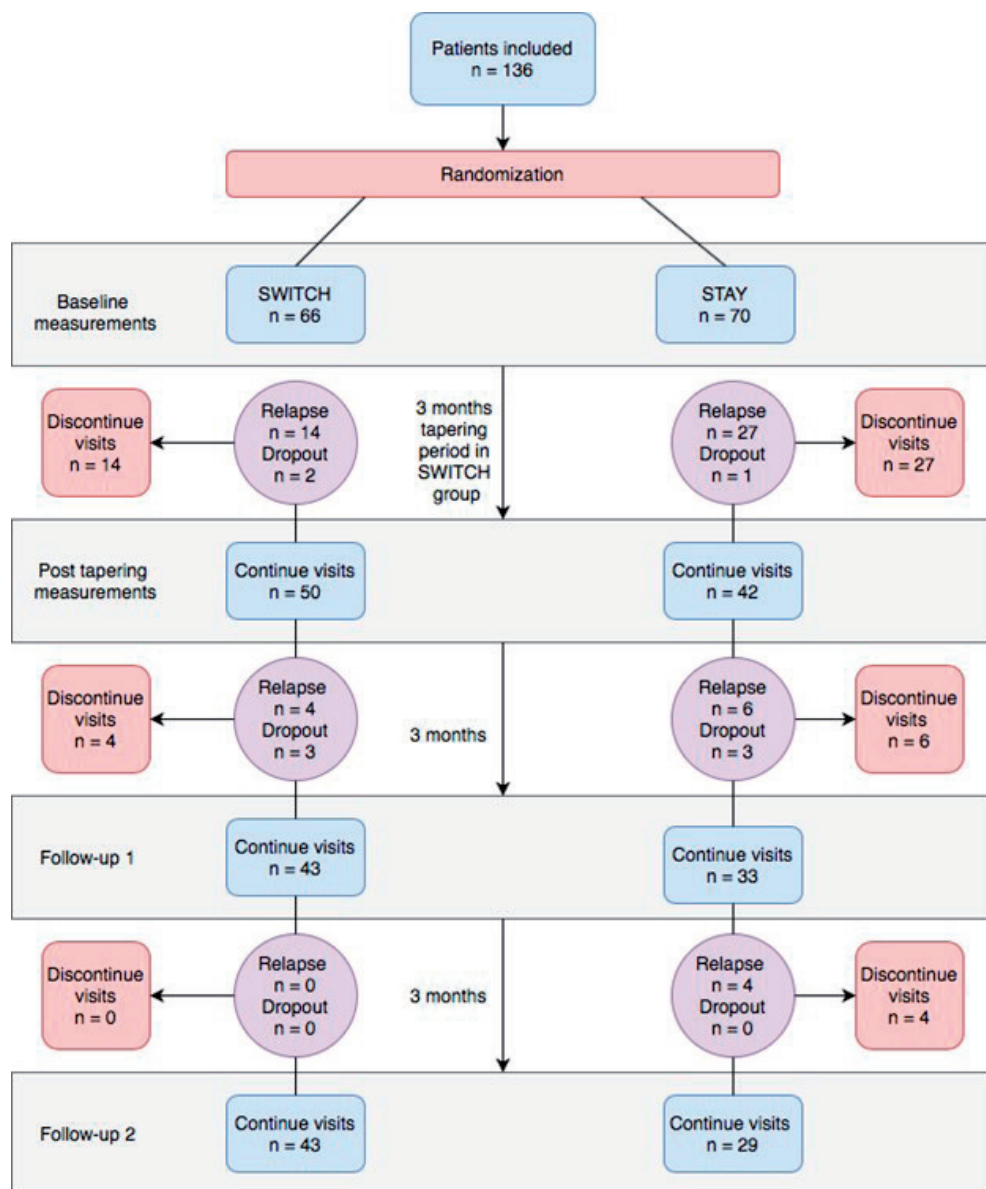 Patients included
n = 136
Randomization
Baseline
measurements
SWITCH
n = 66
STAY
n = 70
Discontinue
visits
n = 14
Relapse
n = 14
Dropout
n = 2
3 months
tapering
period in
SWITCH
group
Relapse
n = 27
Dropout
n = 1
Discontinue
visits
n = 27
Post tapering
measurements
Continue visits
n = 50
Continue visits
n = 42
Discontinue
visits
n = 4
Relapse
n = 4
Dropout
n = 3
3 months
Relapse
n = 6
Dropout
n = 3
Discontinue
visits
n = 6
Follow-up 1
Continue visits
n = 43
Continue visits
n = 33
Discontinue
visits
n = 0
Relapse
n = 0
Dropout
n = 0
3 months
Relapse
n = 4
Dropout
n = 0
Discontinue
visits
n = 4
Follow-up 2
Continue visits
n = 43
Continue visits
n = 29